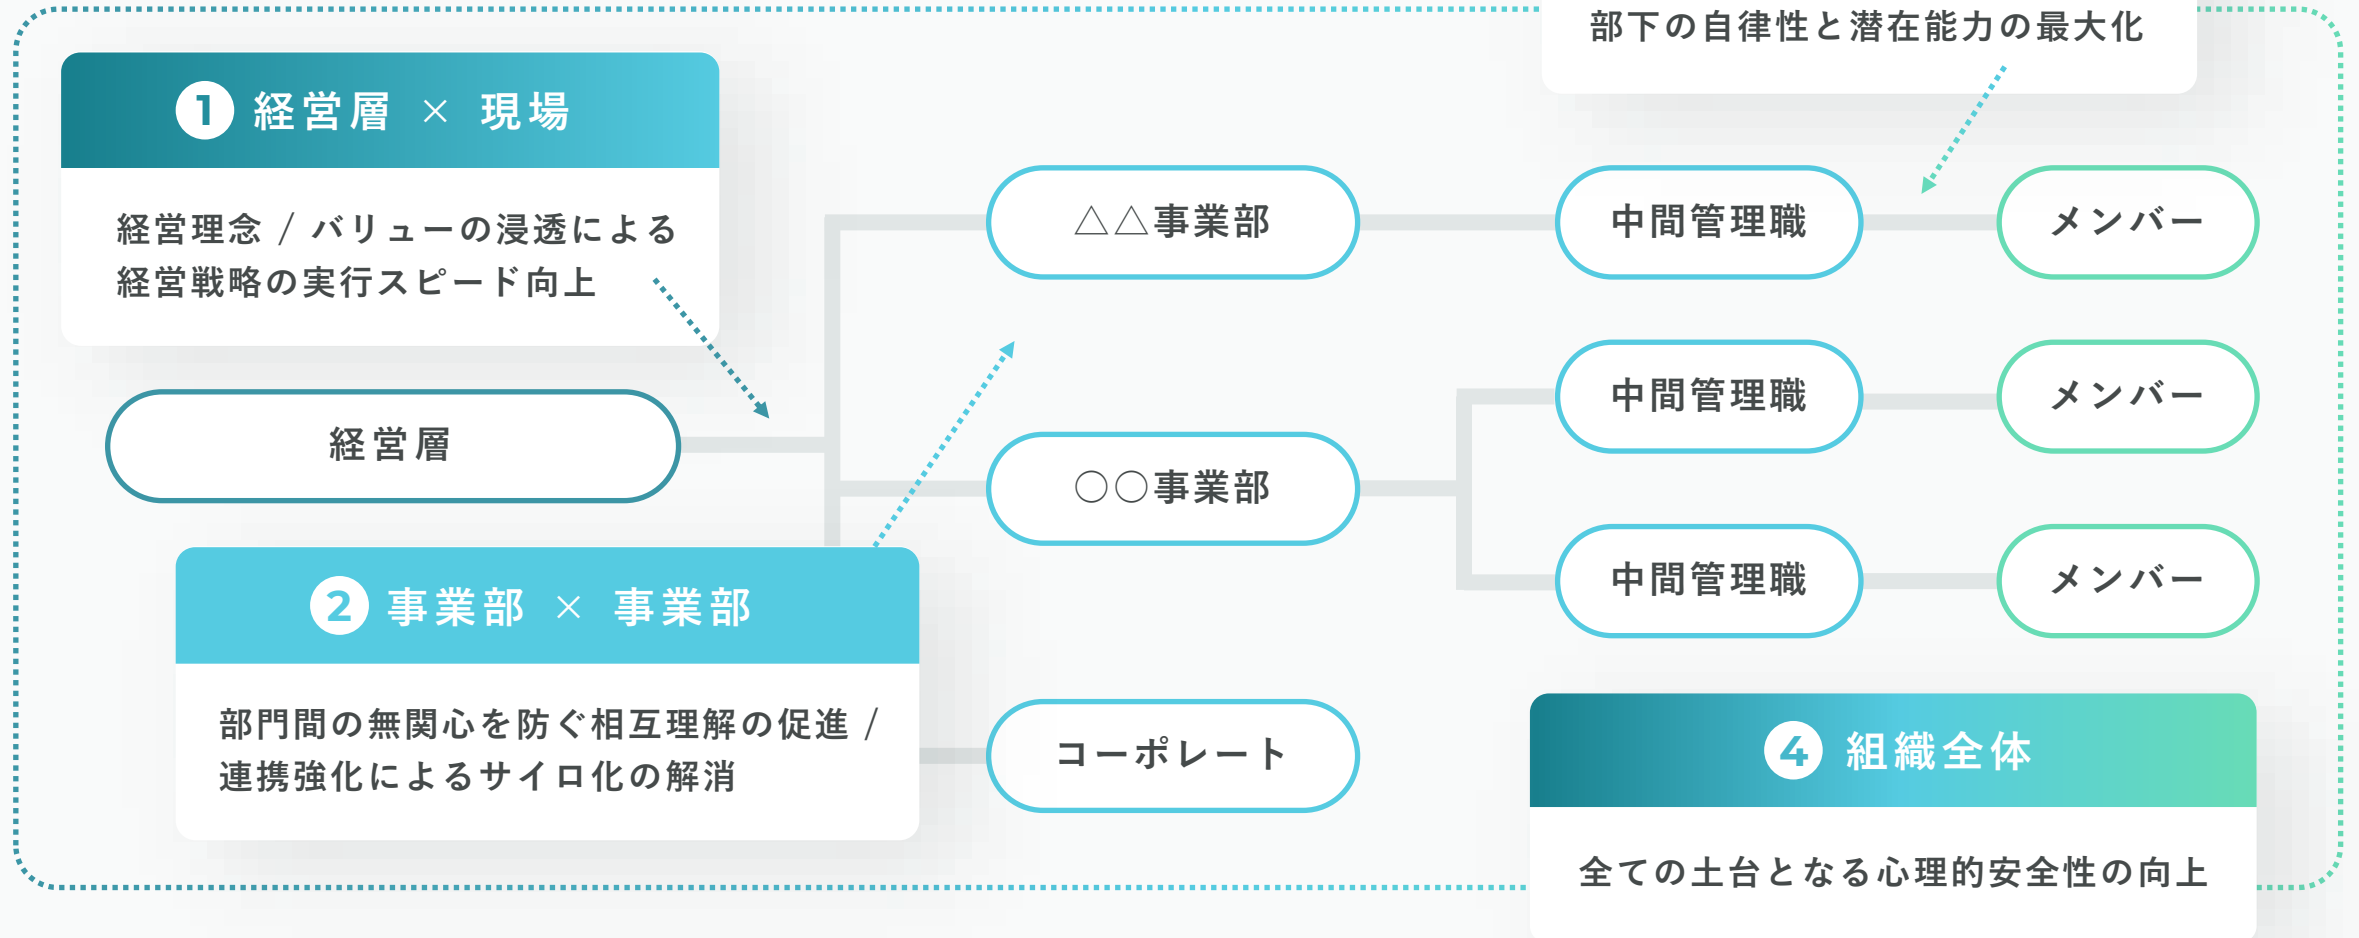 部下の自律性と潜在能力の最大化
1 経営層 × 現場
経営理念 / バリューの浸透による
経営戦略の実行スピード向上
△△事業部
中間管理職
メンバー
経営層
中間管理職
メンバー
○○事業部
中間管理職
メンバー
2 事業部 × 事業部
部門間の無関心を防ぐ相互理解の促進 /
連携強化によるサイロ化の解消
コーポレート
4 組織全体
全ての土台となる心理的安全性の向上